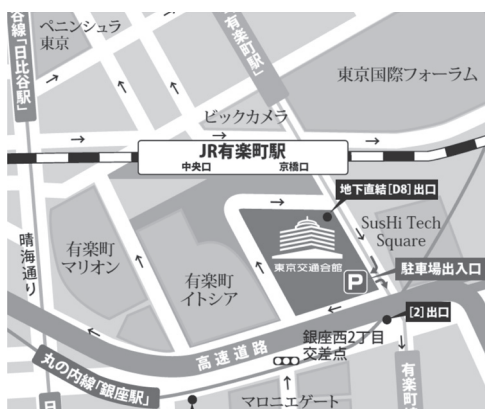 ペニンシュラ
東京
谷線「日比谷駅」
有楽町駅」
東京国際フォーラム
ビックカメラ
JR有楽町駅
中央口
京橋口
地下直結[D8]出口
SusHi Tech
Square
晴海通り
有楽町
マリオン
有楽町
イトシア
東京交通会館
P
駐車場出入口
[2]出口
銀座西2丁目
交差点
高速道路
丸の内線「銀座駅」
マロニエゲート
有楽町
日